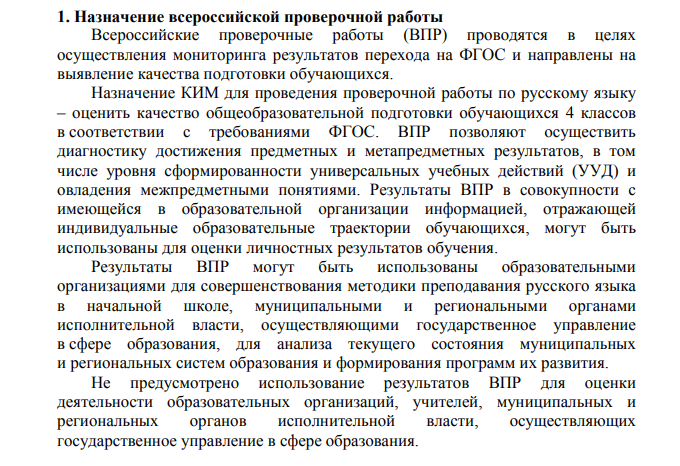 1. Назначение всероссийской проверочной работы
Всероссийские проверочные работы (ВПР) проводятся в целях
осуществления мониторинга результатов перехода на ФГОС и направлены на
выявление качества подготовки обучающихся.
Назначение КИМ для проведения проверочной работы по русскому языку
– оценить качество общеобразовательной подготовки обучающихся 4 классов
в соответствии с требованиями ФГОС. ВПР позволяют осуществить
диагностику достижения предметных и метапредметных результатов, в том
числе уровня сформированности универсальных учебных действий (УУД) и
овладения межпредметными понятиями. Результаты ВПР в совокупности с
имеющейся в образовательной организации информацией, отражающей
индивидуальные образовательные траектории обучающихся, могут быть
использованы для оценки личностных результатов обучения.
Результаты ВПР могут быть использованы образовательными
организациями для совершенствования методики преподавания русского языка
в начальной школе, муниципальными и региональными органами
исполнительной власти, осуществляющими государственное управление
в сфере образования, для анализа текущего состояния муниципальных
и региональных систем образования и формирования программ их развития.
Не предусмотрено использование результатов ВПР для оценки
деятельности образовательных организаций, учителей, муниципальных и
региональных органов исполнительной власти, осуществляющих
государственное управление в сфере образования.